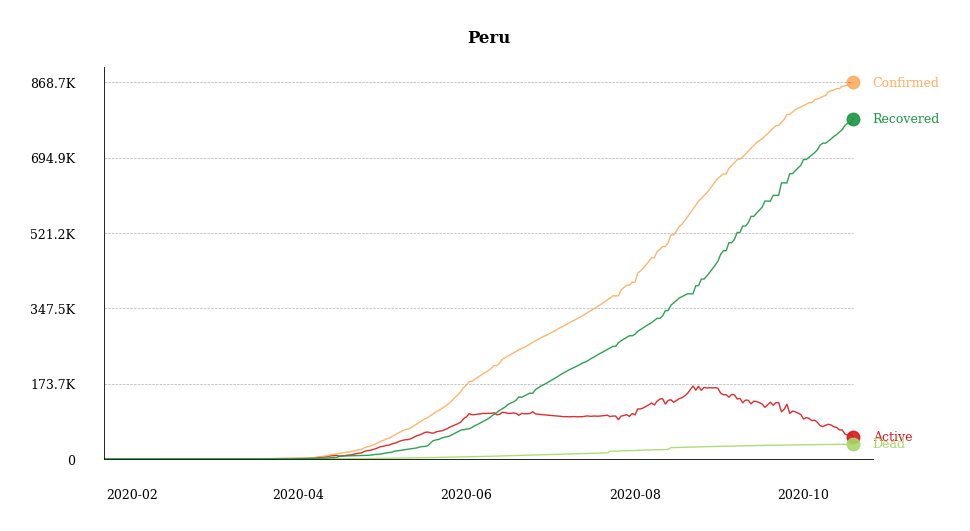 Peru
868.7K
Confirmed
Recovered
694.9K
521.2K
347.5K
173.7K
Active
Dead
0
2020-02 2020-04 2020-06 2020-08 2020-10